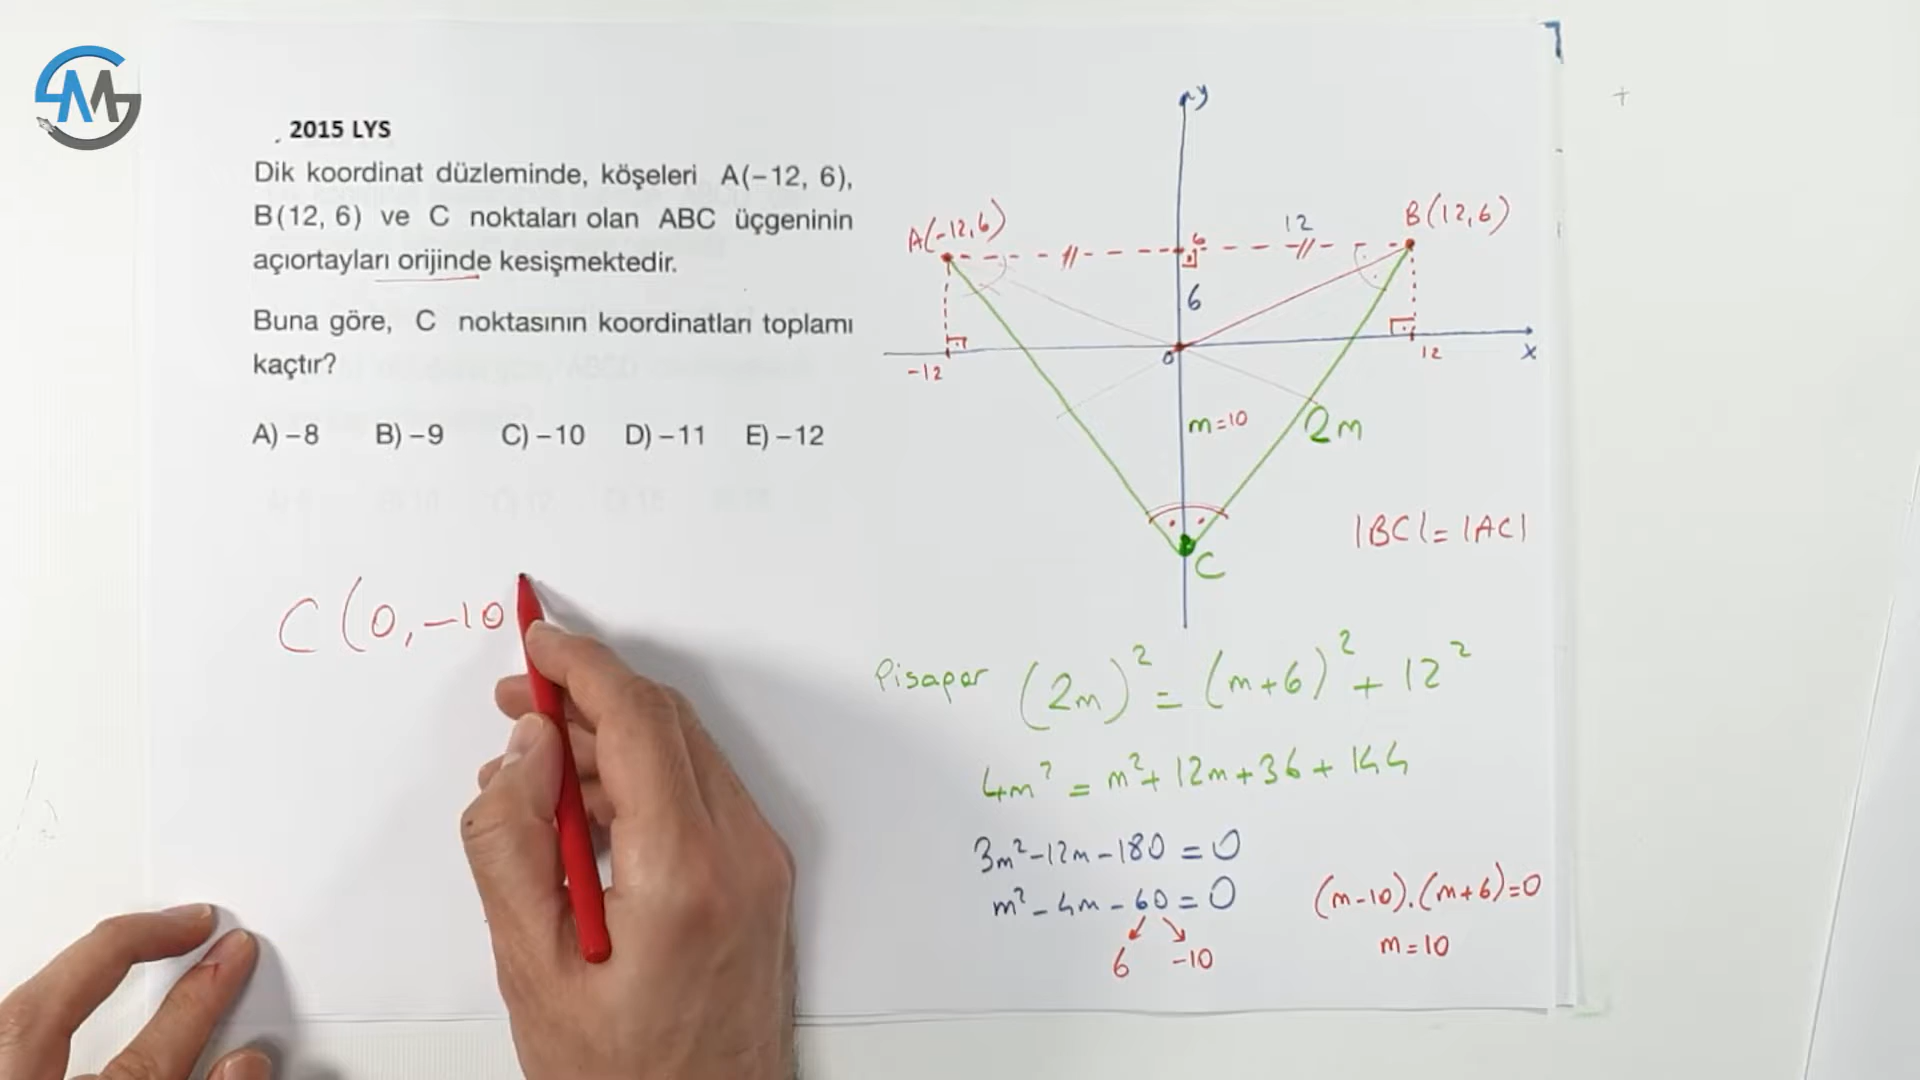 SMG
2015 LYS
Dik koordinat düzleminde, köşeleri A(−12, 6),
B(12, 6) ve C noktaları olan ABC üçgeninin
açıortayları orijinde kesişmektedir.
Buna göre, C noktasının koordinatları toplamı
kaçtır?
A) −8 B) −9 C) −10 D) −11 E) −12
C(0, −10
y
A(-12,6)
6
12
B(12,6)
6
0
-12
12
x
m=10
2m
|BC|=|AC|
C
Pisagor (2m)² = (m+6)² + 12²
4m² = m² + 12m + 36 + 144
3m² - 12m - 180 = 0
m² - 4m - 60 = 0
(m-10).(m+6)=0
6 -10
m=10